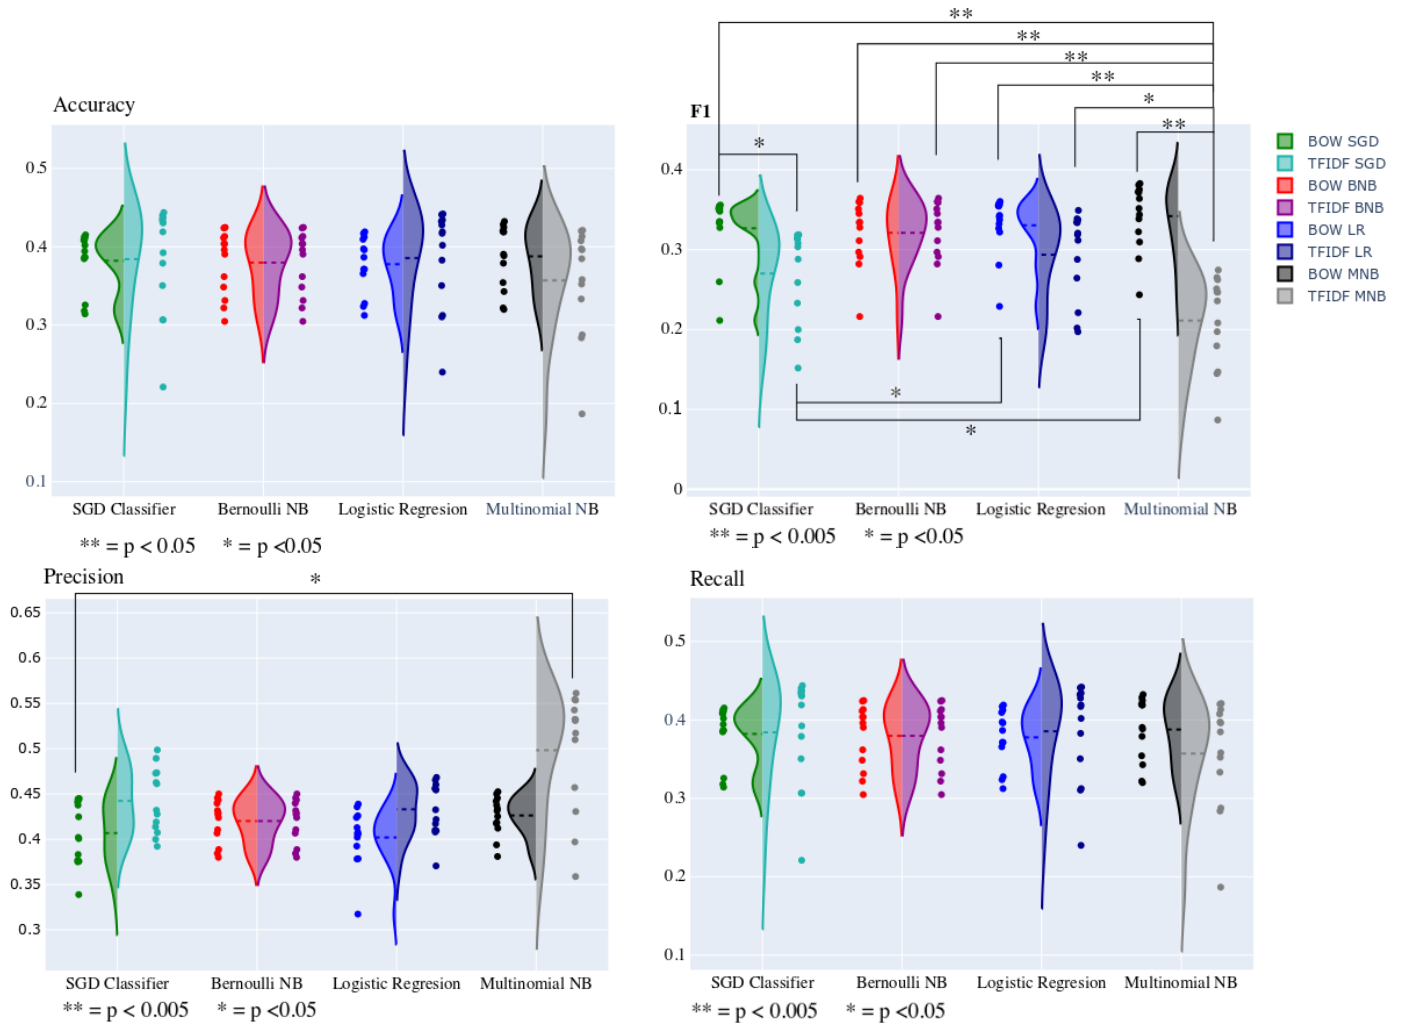 Accuracy
0.5
0.4
0.3
0.2
0.1
SGD Classifier Bernoulli NB Logistic Regresion Multinomial NB
** = p < 0.05 * = p <0.05
**
**
**
**
*
**
F1
*
0.4
0.3
0.2
0.1
0
*
*
SGD Classifier Bernoulli NB Logistic Regresion Multinomial NB
** = p < 0.005 * = p <0.05
BOW SGD
TFIDF SGD
BOW BNB
TFIDF BNB
BOW LR
TFIDF LR
BOW MNB
TFIDF MNB
Precision
*
0.65
0.6
0.55
0.5
0.45
0.4
0.35
0.3
SGD Classifier Bernoulli NB Logistic Regresion Multinomial NB
** = p < 0.005 * = p <0.05
Recall
0.5
0.4
0.3
0.2
0.1
SGD Classifier Bernoulli NB Logistic Regresion Multinomial NB
** = p < 0.005 * = p <0.05